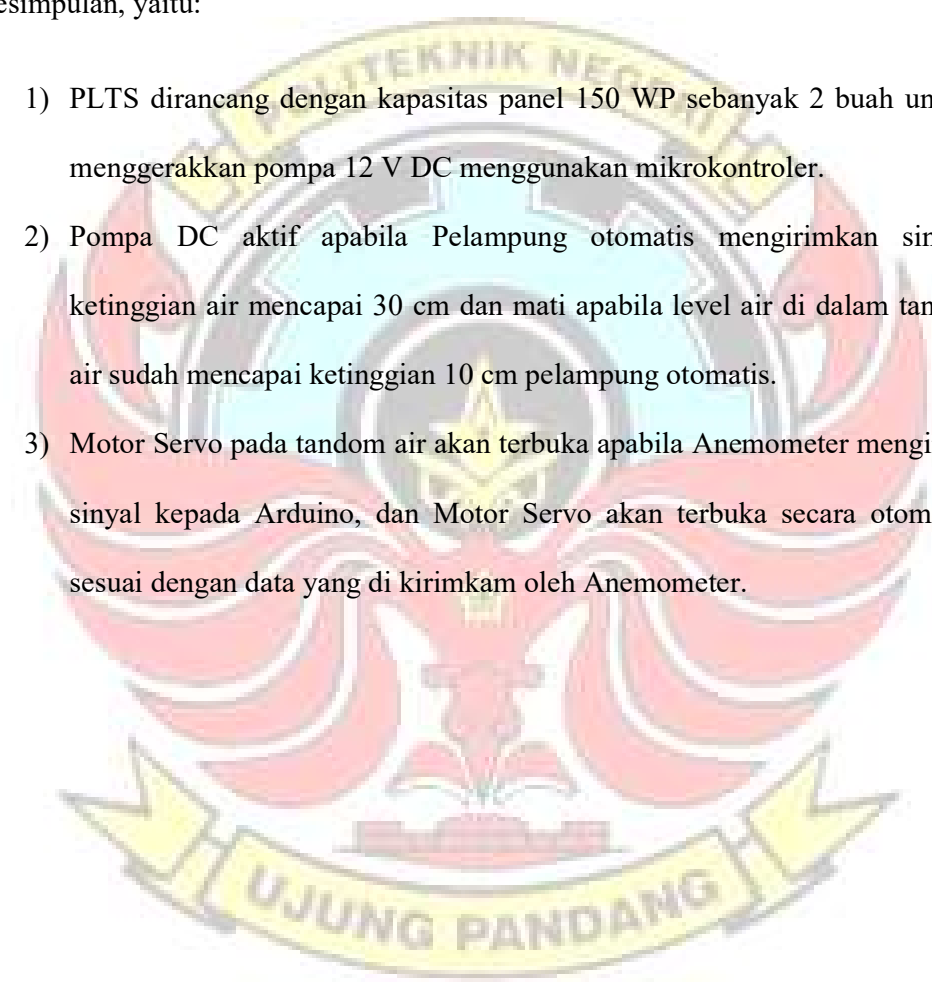 esimpulan, yaitu:
POLITEKNIK NEGERI
1) PLTS dirancang dengan kapasitas panel 150 WP sebanyak 2 buah un
menggerakkan pompa 12 V DC menggunakan mikrokontroler.
2) Pompa DC aktif apabila Pelampung otomatis mengirimkan sin
ketinggian air mencapai 30 cm dan mati apabila level air di dalam tan
air sudah mencapai ketinggian 10 cm pelampung otomatis.
3) Motor Servo pada tandom air akan terbuka apabila Anemometer mengi
sinyal kepada Arduino, dan Motor Servo akan terbuka secara otom
sesuai dengan data yang di kirimkam oleh Anemometer.
UJUNG PANDANG